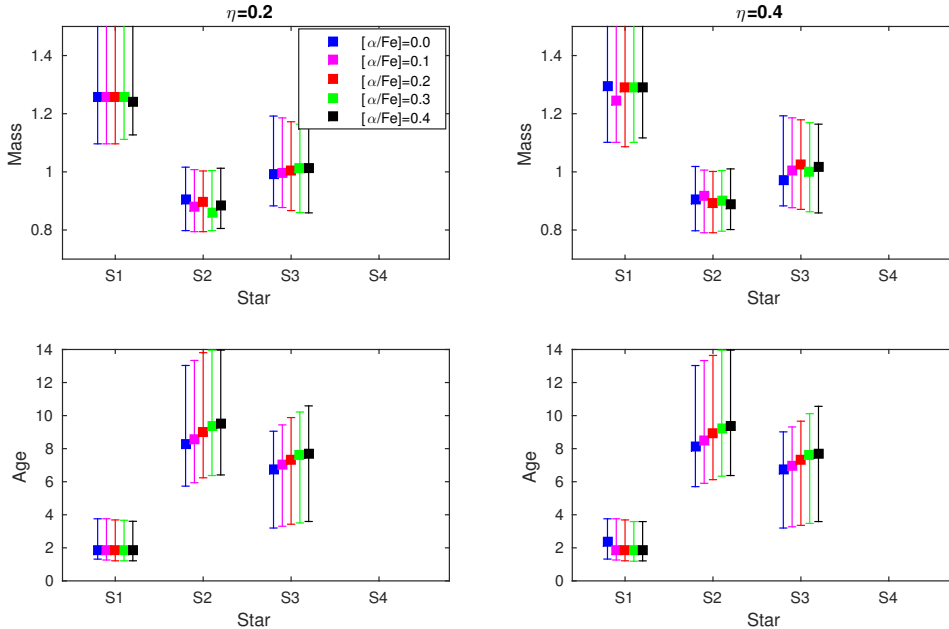 η=0.2
1.4
1.2
1
0.8
Mass
S1 S2 S3 S4
Star
[α/Fe]=0.0
[α/Fe]=0.1
[α/Fe]=0.2
[α/Fe]=0.3
[α/Fe]=0.4
η=0.4
1.4
1.2
1
0.8
Mass
S1 S2 S3 S4
Star
14
12
10
8
6
4
2
0
Age
S1 S2 S3 S4
Star
14
12
10
8
6
4
2
0
Age
S1 S2 S3 S4
Star